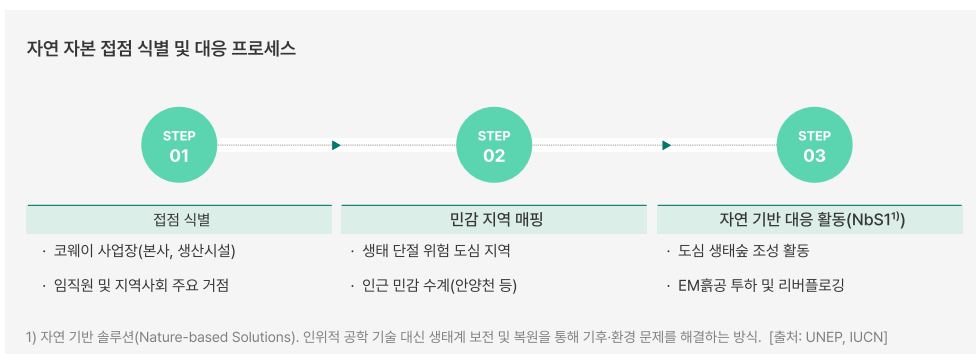 자연 자본 접점 식별 및 대응 프로세스
STEP 01
STEP 02
STEP 03
접점 식별
· 코웨이 사업장(본사, 생산시설)
· 임직원 및 지역사회 주요 거점
민감 지역 매핑
· 생태 단절 위험 도심 지역
· 인근 민감 수계(안양천 등)
자연 기반 대응 활동(NbS1¹⁾)
· 도심 생태숲 조성 활동
· EM흙공 투하 및 리버플로깅
1) 자연 기반 솔루션(Nature-based Solutions). 인위적 공학 기술 대신 생태계 보전 및 복원을 통해 기후·환경 문제를 해결하는 방식. [출처: UNEP, IUCN]